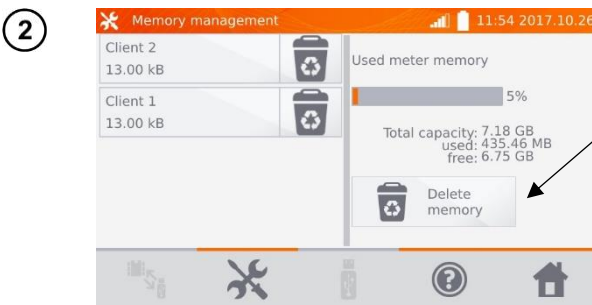 2
Memory management 11:54 2017.10.26
Client 2
13.00 kB
Client 1
13.00 kB
Used meter memory
5%
Total capacity: 7.18 GB
used: 435.46 MB
free: 6.75 GB
Delete
memory